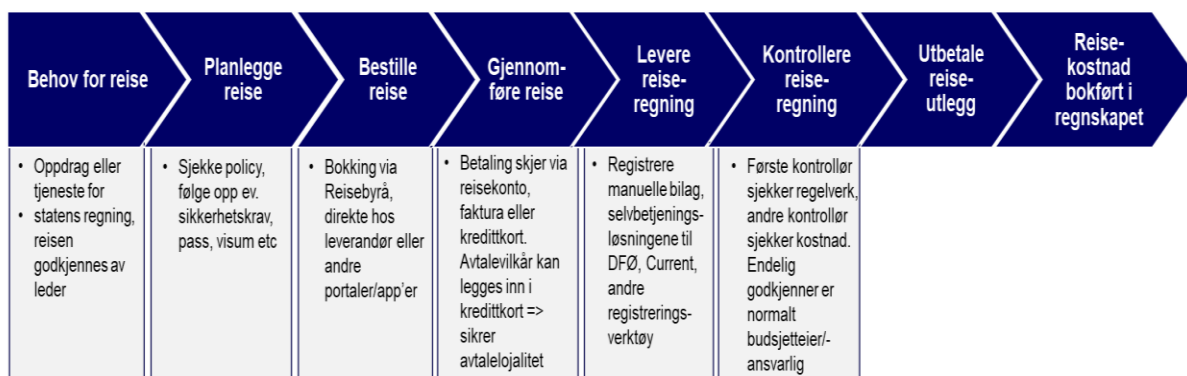 Behov for reise
Planlegge
reise
Bestille
reise
Gjennom-
føre reise
Levere
reise-
regning
Kontrollere
reise-
regning
Utbetale
reise-
utlegg
Reise-
kostnad
bokført i
regnskapet
• Oppdrag eller
tjeneste for
• statens regning,
reisen
godkjennes av
leder
• Sjekke policy,
følge opp ev.
sikkerhetskrav,
pass, visum etc
• Bokking via
Reisebyrå,
direkte hos
leverandør eller
andre
portaler/app'er
• Betaling skjer via
reisekonto,
faktura eller
kredittkort.
Avtalevilkår kan
legges inn i
kredittkort =>
sikrer
avtalelojalitet
• Registrere
manuelle bilag,
selvbetjenings-
løsningene til
DFØ, Current,
andre
registrerings-
verktøy
• Første kontrollør
sjekker regelverk,
andre kontrollør
sjekker kostnad.
Endelig
godkjenner er
normalt
budsjetteier/-
ansvarlig